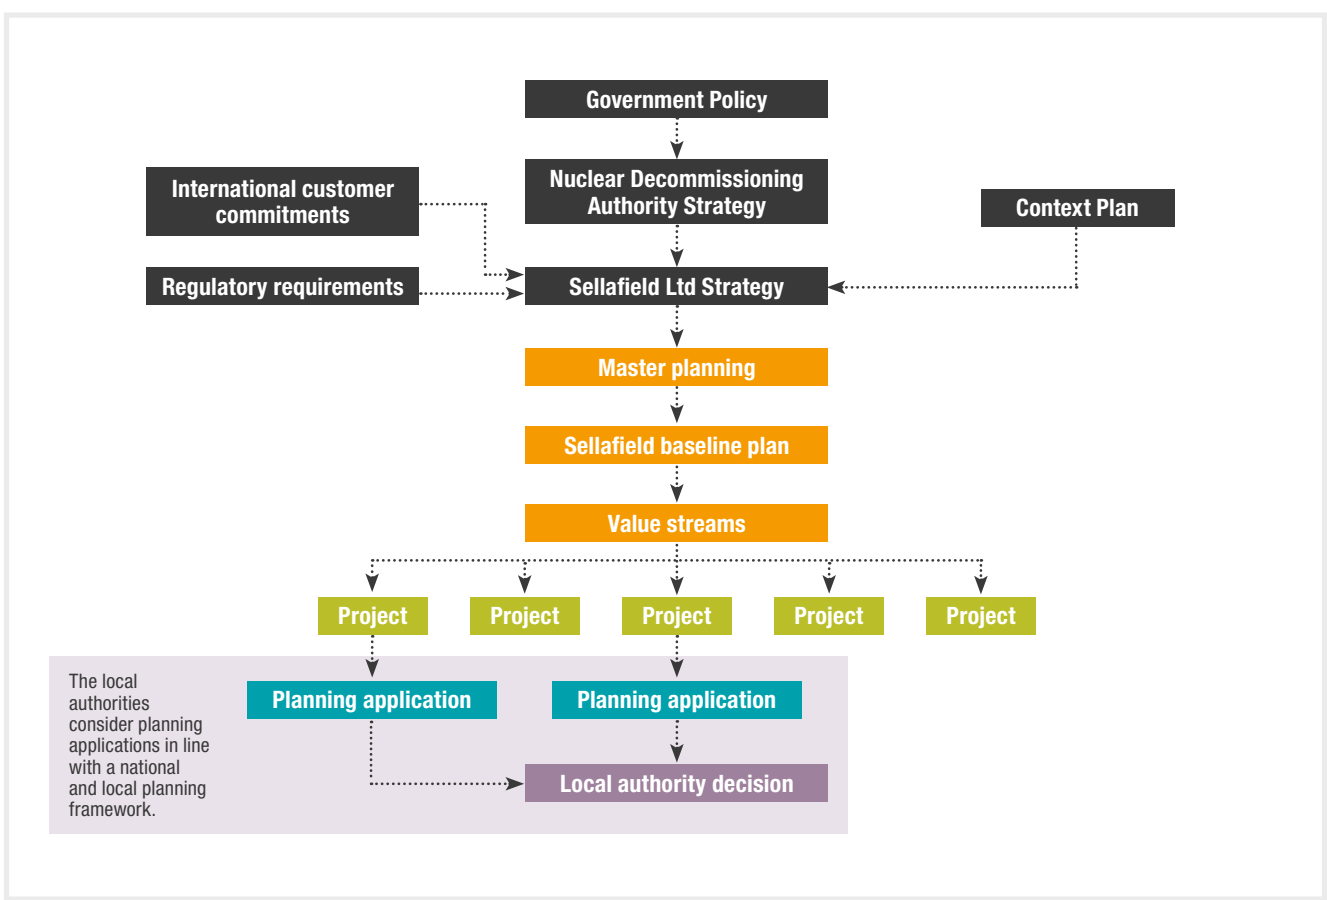 Government Policy
Nuclear Decommissioning
Authority Strategy
International customer
commitments
Context Plan
Regulatory requirements
Sellafield Ltd Strategy
Master planning
Sellafield baseline plan
Value streams
Project
Project
Project
Project
Project
The local
authorities
consider planning
applications in line
with a national
and local planning
framework.
Planning application
Planning application
Local authority decision